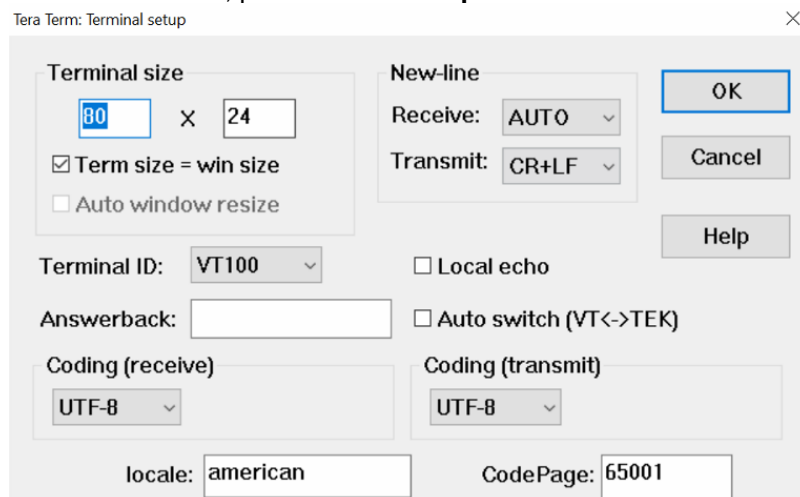 Tera Term: Terminal setup
Terminal size
80 X 24
Term size = win size
Auto window resize
New-line
Receive: AUTO
Transmit: CR+LF
OK
Cancel
Help
Terminal ID: VT100
Local echo
Answerback:
Auto switch (VT<->TEK)
Coding (receive)
UTF-8
Coding (transmit)
UTF-8
locale: american
CodePage: 65001